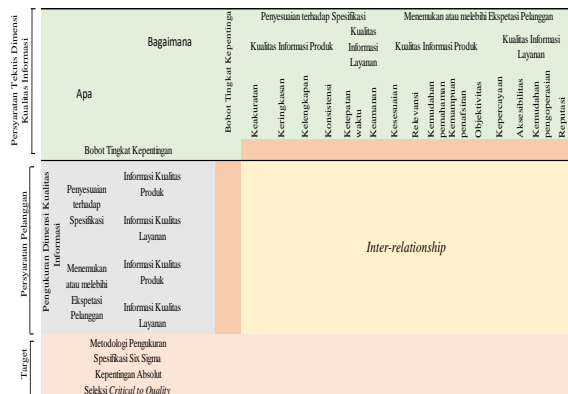 Persyaratan Teknis Dimensi
Kualitas Informasi
Bagaimana
Apa
Bobot Tingkat Kepentingan
Bobot Tingkat Kepentinga
Penyesuaian terhadap Spesifikasi
Menemukan atau melebihi Ekspetasi Pelanggan
Kualitas Informasi Produk
Kualitas
Informasi
Layanan
Kualitas Informasi Produk
Kualitas Informasi
Layanan
Keakuratan
Keringkasan
Kelengkapan
Konsistensi
Ketepatan
waktu
Keamanan
Kesesuaian
Relevansi
Kemudahan
pemahaman
Kemampuan
penafsiran
Objektivitas
Kepercayaan
Aksesibilitas
Kemudahan
pengoperasian
Reputasi
Persyaratan Pelanggan
Pengukuran Dimensi Kualitas
Informasi
Penyesuaian
terhadap
Spesifikasi
Informasi Kualitas
Produk
Informasi Kualitas
Layanan
Menemukan
atau melebihi
Ekspetasi
Pelanggan
Informasi Kualitas
Produk
Informasi Kualitas
Layanan
Inter-relationship
Target
Metodologi Pengukuran
Spesifikasi Six Sigma
Kepentingan Absolut
Seleksi Critical to Quality